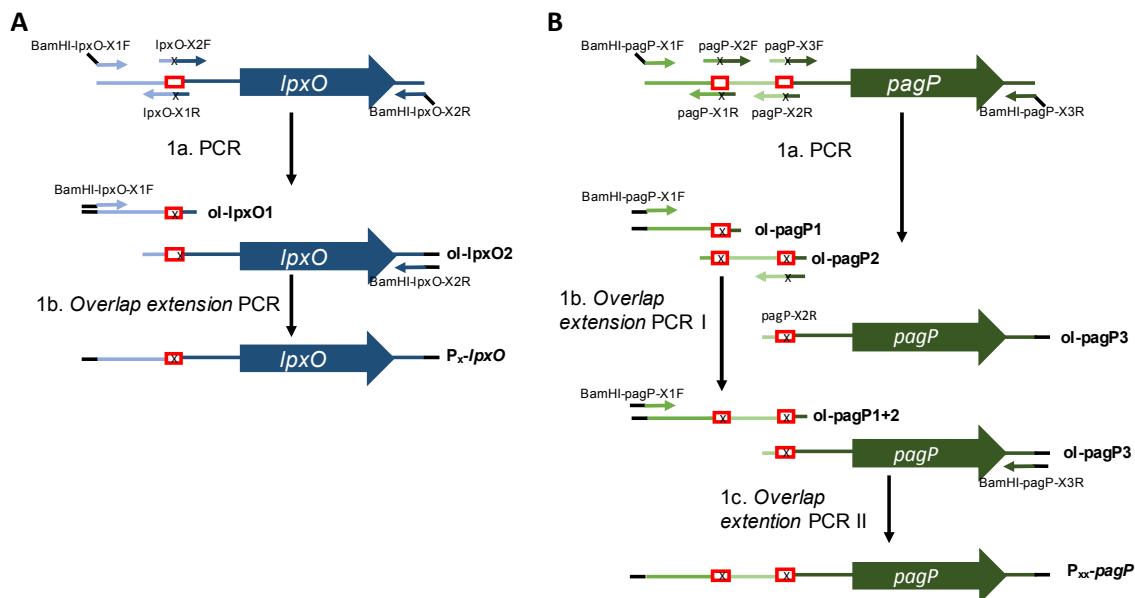 A
BamHI-lpxO-X1F
lpxO-X2F
x
lpxO
x
lpxO-X1R
BamHI-lpxO-X2R
1a. PCR
BamHI-lpxO-X1F
x
ol-lpxO1
x
lpxO
ol-lpxO2
BamHI-lpxO-X2R
1b. Overlap extension PCR
x
lpxO
Px-lpxO
B
BamHI-pagP-X1F
pagP-X2F
pagP-X3F
x
x
pagP
x
x
pagP-X1R
pagP-X2R
BamHI-pagP-X3R
1a. PCR
BamHI-pagP-X1F
x
ol-pagP1
x
x
ol-pagP2
x
1b. Overlap
extension PCR I
pagP-X2R
x
pagP
ol-pagP3
BamHI-pagP-X1F
x
x
ol-pagP1+2
x
pagP
ol-pagP3
BamHI-pagP-X3R
1c. Overlap
extention PCR II
x
x
pagP
Pxx-pagP